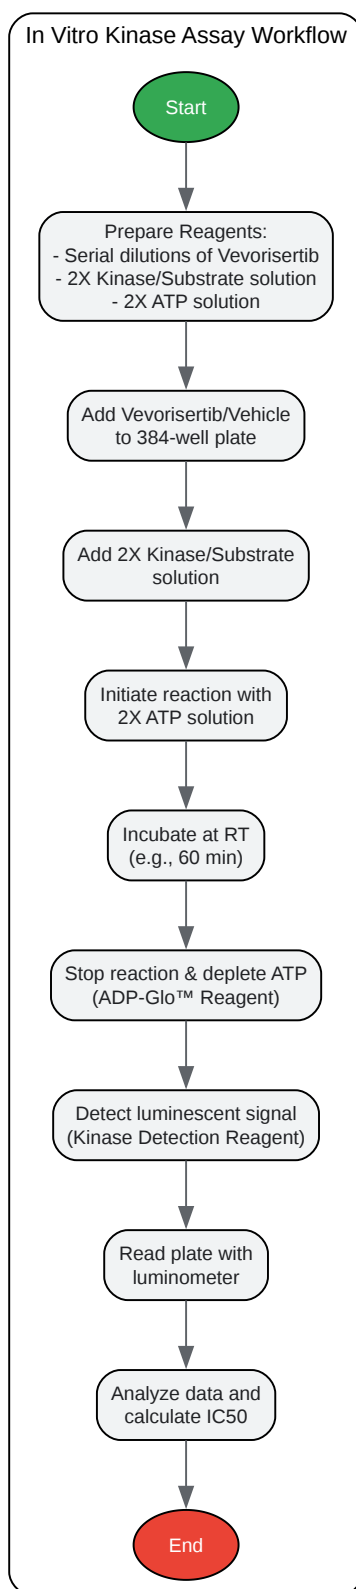 In Vitro Kinase Assay Workflow
Start
Prepare Reagents:
- Serial dilutions of Vevorisertib
- 2X Kinase/Substrate solution
- 2X ATP solution
Add Vevorisertib/Vehicle
to 384-well plate
Add 2X Kinase/Substrate
solution
Initiate reaction with
2X ATP solution
Incubate at RT
(e.g., 60 min)
Stop reaction & deplete ATP
(ADP-Glo™ Reagent)
Detect luminescent signal
(Kinase Detection Reagent)
Read plate with
luminometer
Analyze data and
calculate IC50
End